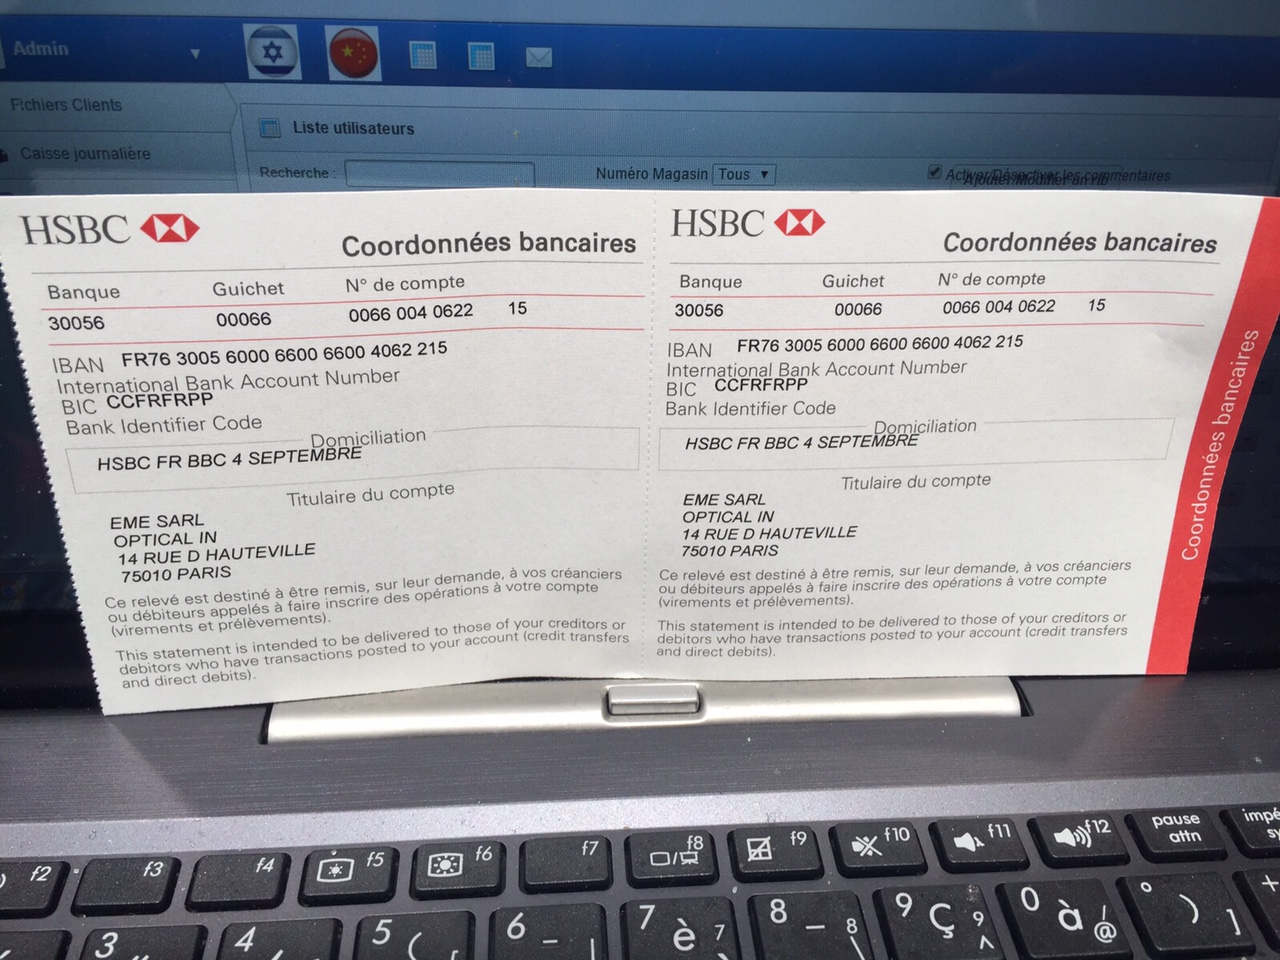 Admin
Fichiers Clients
Liste utilisateurs
Caisse journalière
Recherche :
Numéro Magasin Tous
Activer/Désactiver les commentaires
HSBC
Coordonnées bancaires
Banque Guichet N° de compte
30056 00066 0066 004 0622 15
IBAN FR76 3005 6000 6600 6600 4062 215
International Bank Account Number
BIC CCFRFRPP
Bank Identifier Code
Domiciliation
HSBC FR BBC 4 SEPTEMBRE
Titulaire du compte
EME SARL
OPTICAL IN
14 RUE D HAUTEVILLE
75010 PARIS
Ce relevé est destiné à être remis, sur leur demande, à vos créanciers
ou débiteurs appelés à faire inscrire des opérations à votre compte
(virements et prélèvements).
This statement is intended to be delivered to those of your creditors or
debitors who have transactions posted to your account (credit transfers
and direct debits).
HSBC
Coordonnées bancaires
Banque Guichet N° de compte
30056 00066 0066 004 0622 15
IBAN FR76 3005 6000 6600 6600 4062 215
International Bank Account Number
BIC CCFRFRPP
Bank Identifier Code
Domiciliation
HSBC FR BBC 4 SEPTEMBRE
Titulaire du compte
EME SARL
OPTICAL IN
14 RUE D HAUTEVILLE
75010 PARIS
Ce relevé est destiné à être remis, sur leur demande, à vos créanciers
ou débiteurs appelés à faire inscrire des opérations à votre compte
(virements et prélèvements).
This statement is intended to be delivered to those of your creditors or
debitors who have transactions posted to your account (credit transfers
and direct debits).
Coordonnées bancaires
f2 f3 f4 f5 f6 f7 f8 f9 f10 f11 f12 pause
attn
3 4 5 ( [ 6 - | 7 è 7 8 _ 8 \ 9 ç 9 ^ 0 à @ ° ) ] +